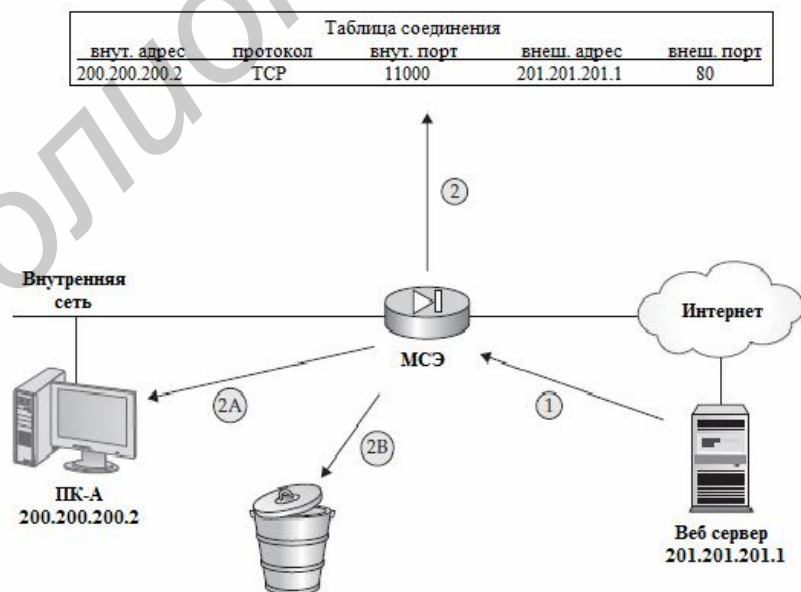 Таблица соединения
внут. адрес протокол внут. порт внеш. адрес внеш. порт
200.200.200.2 TCP 11000 201.201.201.1 80
2
Внутренняя
сеть
Интернет
МСЭ
2А
1
2В
ПК-А
200.200.200.2
Веб сервер
201.201.201.1